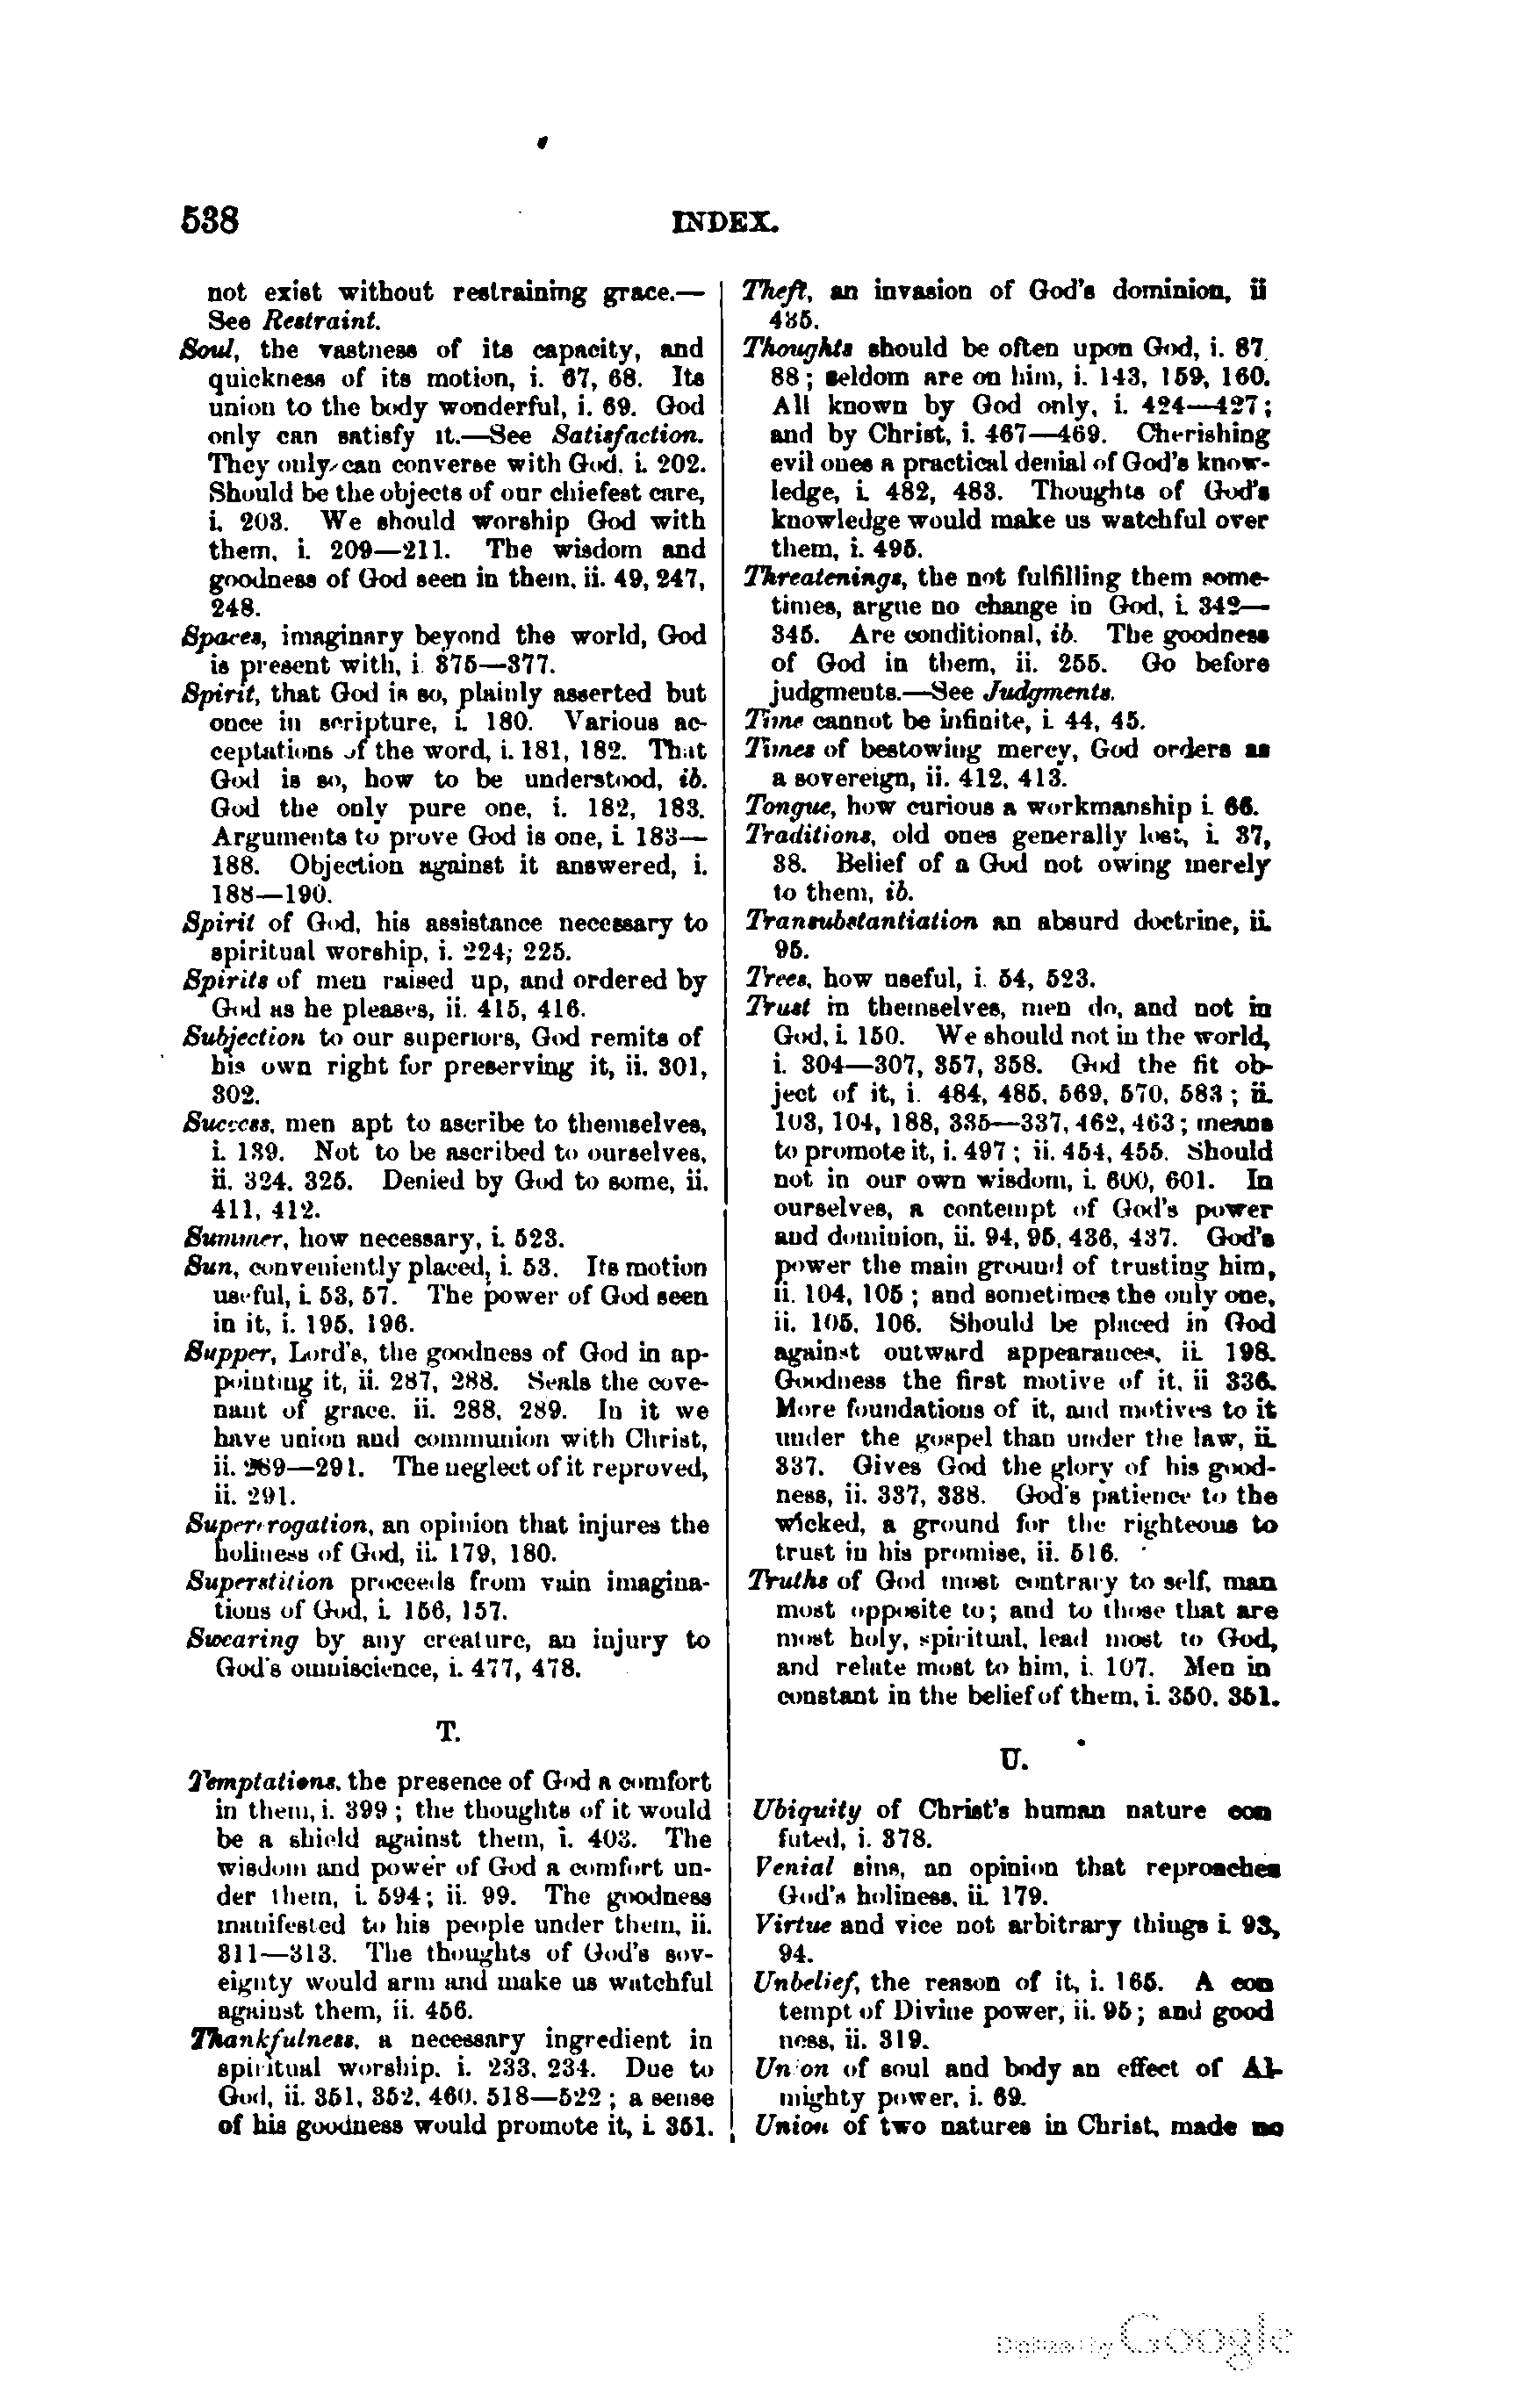 538
INDEX.
not exist without restraining grace.—
See Restraint.
Soul, the vastness of its capacity, and
quickness of its motion, i. 67, 68. Its
union to the body wonderful, i. 69. God
only can satisfy it.—See Satisfaction.
They only can converse with God, i. 202.
Should be the objects of our chiefest care,
i. 203. We should worship God with
them, i. 209—211. The wisdom and
goodness of God seen in them, ii. 49, 247,
248.
Spaces, imaginary beyond the world, God
is present with, i. 375—377.
Spirit, that God is so, plainly asserted but
once in scripture, i. 180. Various ac-
ceptations of the word, i. 181, 182. That
God is so, how to be understood, ib.
God the only pure one, i. 182, 183.
Arguments to prove God is one, i. 183—
188. Objection against it answered, i.
188—190.
Spirit of God, his assistance necessary to
spiritual worship, i. 224, 225.
Spirits of men raised up, and ordered by
God as he pleases, ii. 415, 416.
Subjection to our superiors, God remits of
his own right for preserving it, ii. 301,
302.
Success, men apt to ascribe to themselves,
i. 139. Not to be ascribed to ourselves,
ii. 324, 325. Denied by God to some, ii.
411, 412.
Summer, how necessary, i. 523.
Sun, conveniently placed, i. 53. Its motion
useful, i. 53, 57. The power of God seen
in it, i. 195, 196.
Supper, Lord's, the goodness of God in ap-
pointing it, ii. 287, 288. Seals the cove-
nant of grace, ii. 288, 289. In it we
have union and communion with Christ,
ii. 289—291. The neglect of it reproved,
ii. 291.
Supererogation, an opinion that injures the
holiness of God, ii. 179, 180.
Superstition proceeds from vain imagina-
tions of God, i. 156, 157.
Swearing by any creature, an injury to
God's omniscience, i. 477, 478.
T.
Temptations, the presence of God a comfort
in them, i. 399; the thoughts of it would
be a shield against them, i. 403. The
wisdom and power of God a comfort un-
der them, i. 594; ii. 99. The goodness
manifested to his people under them, ii.
311—313. The thoughts of God's sov-
eignty would arm and make us watchful
against them, ii. 456.
Thankfulness, a necessary ingredient in
spiritual worship, i. 233, 234. Due to
God, ii. 351, 352, 460, 518—522; a sense
of his goodness would promote it, i. 351.
Theft, an invasion of God's dominion, ii
435.
Thoughts should be often upon God, i. 87,
88; seldom are on him, i. 143, 159, 160.
All known by God only, i. 424—427;
and by Christ, i. 467—469. Cherishing
evil ones a practical denial of God's know-
ledge, i. 482, 483. Thoughts of God's
knowledge would make us watchful over
them, i. 495.
Threatenings, the not fulfilling them some-
times, argue no change in God, i. 342—
345. Are conditional, ib. The goodness
of God in them, ii. 255. Go before
judgments.—See Judgments.
Time cannot be infinite, i. 44, 45.
Times of bestowing mercy, God orders as
a sovereign, ii. 412, 413.
Tongue, how curious a workmanship i. 66.
Traditions, old ones generally lost, i. 37,
38. Belief of a God not owing merely
to them, ib.
Transubstantiation an absurd doctrine, ii.
95.
Trees, how useful, i. 54, 523.
Trust in themselves, men do, and not in
God, i. 150. We should not in the world,
i. 304—307, 357, 358. God the fit ob-
ject of it, i. 484, 485, 569, 570, 583; ii.
103, 104, 188, 335—337, 462, 463; means
to promote it, i. 497; ii. 454, 455. Should
not in our own wisdom, i. 600, 601. In
ourselves, a contempt of God's power
and dominion, ii. 94, 95, 436, 437. God's
power the main ground of trusting him,
ii. 104, 105; and sometimes the only one,
ii. 105, 106. Should be placed in God
against outward appearances, ii. 198.
Goodness the first motive of it, ii 336.
More foundations of it, and motives to it
under the gospel than under the law, ii.
337. Gives God the glory of his good-
ness, ii. 337, 338. God's patience to the
wicked, a ground for the righteous to
trust in his promise, ii. 516.
Truths of God most contrary to self, man
most opposite to; and to those that are
most holy, spiritual, lead most to God,
and relate most to him, i. 107. Men in
constant in the belief of them, i. 350, 351.
U.
Ubiquity of Christ's human nature con
futed, i. 378.
Venial sins, an opinion that reproaches
God's holiness, ii. 179.
Virtue and vice not arbitrary things i. 93,
94.
Unbelief, the reason of it, i. 165. A con
tempt of Divine power, ii. 95; and good
ness, ii. 319.
Union of soul and body an effect of Al-
mighty power, i. 69.
Union of two natures in Christ, made no
Digitized by Google